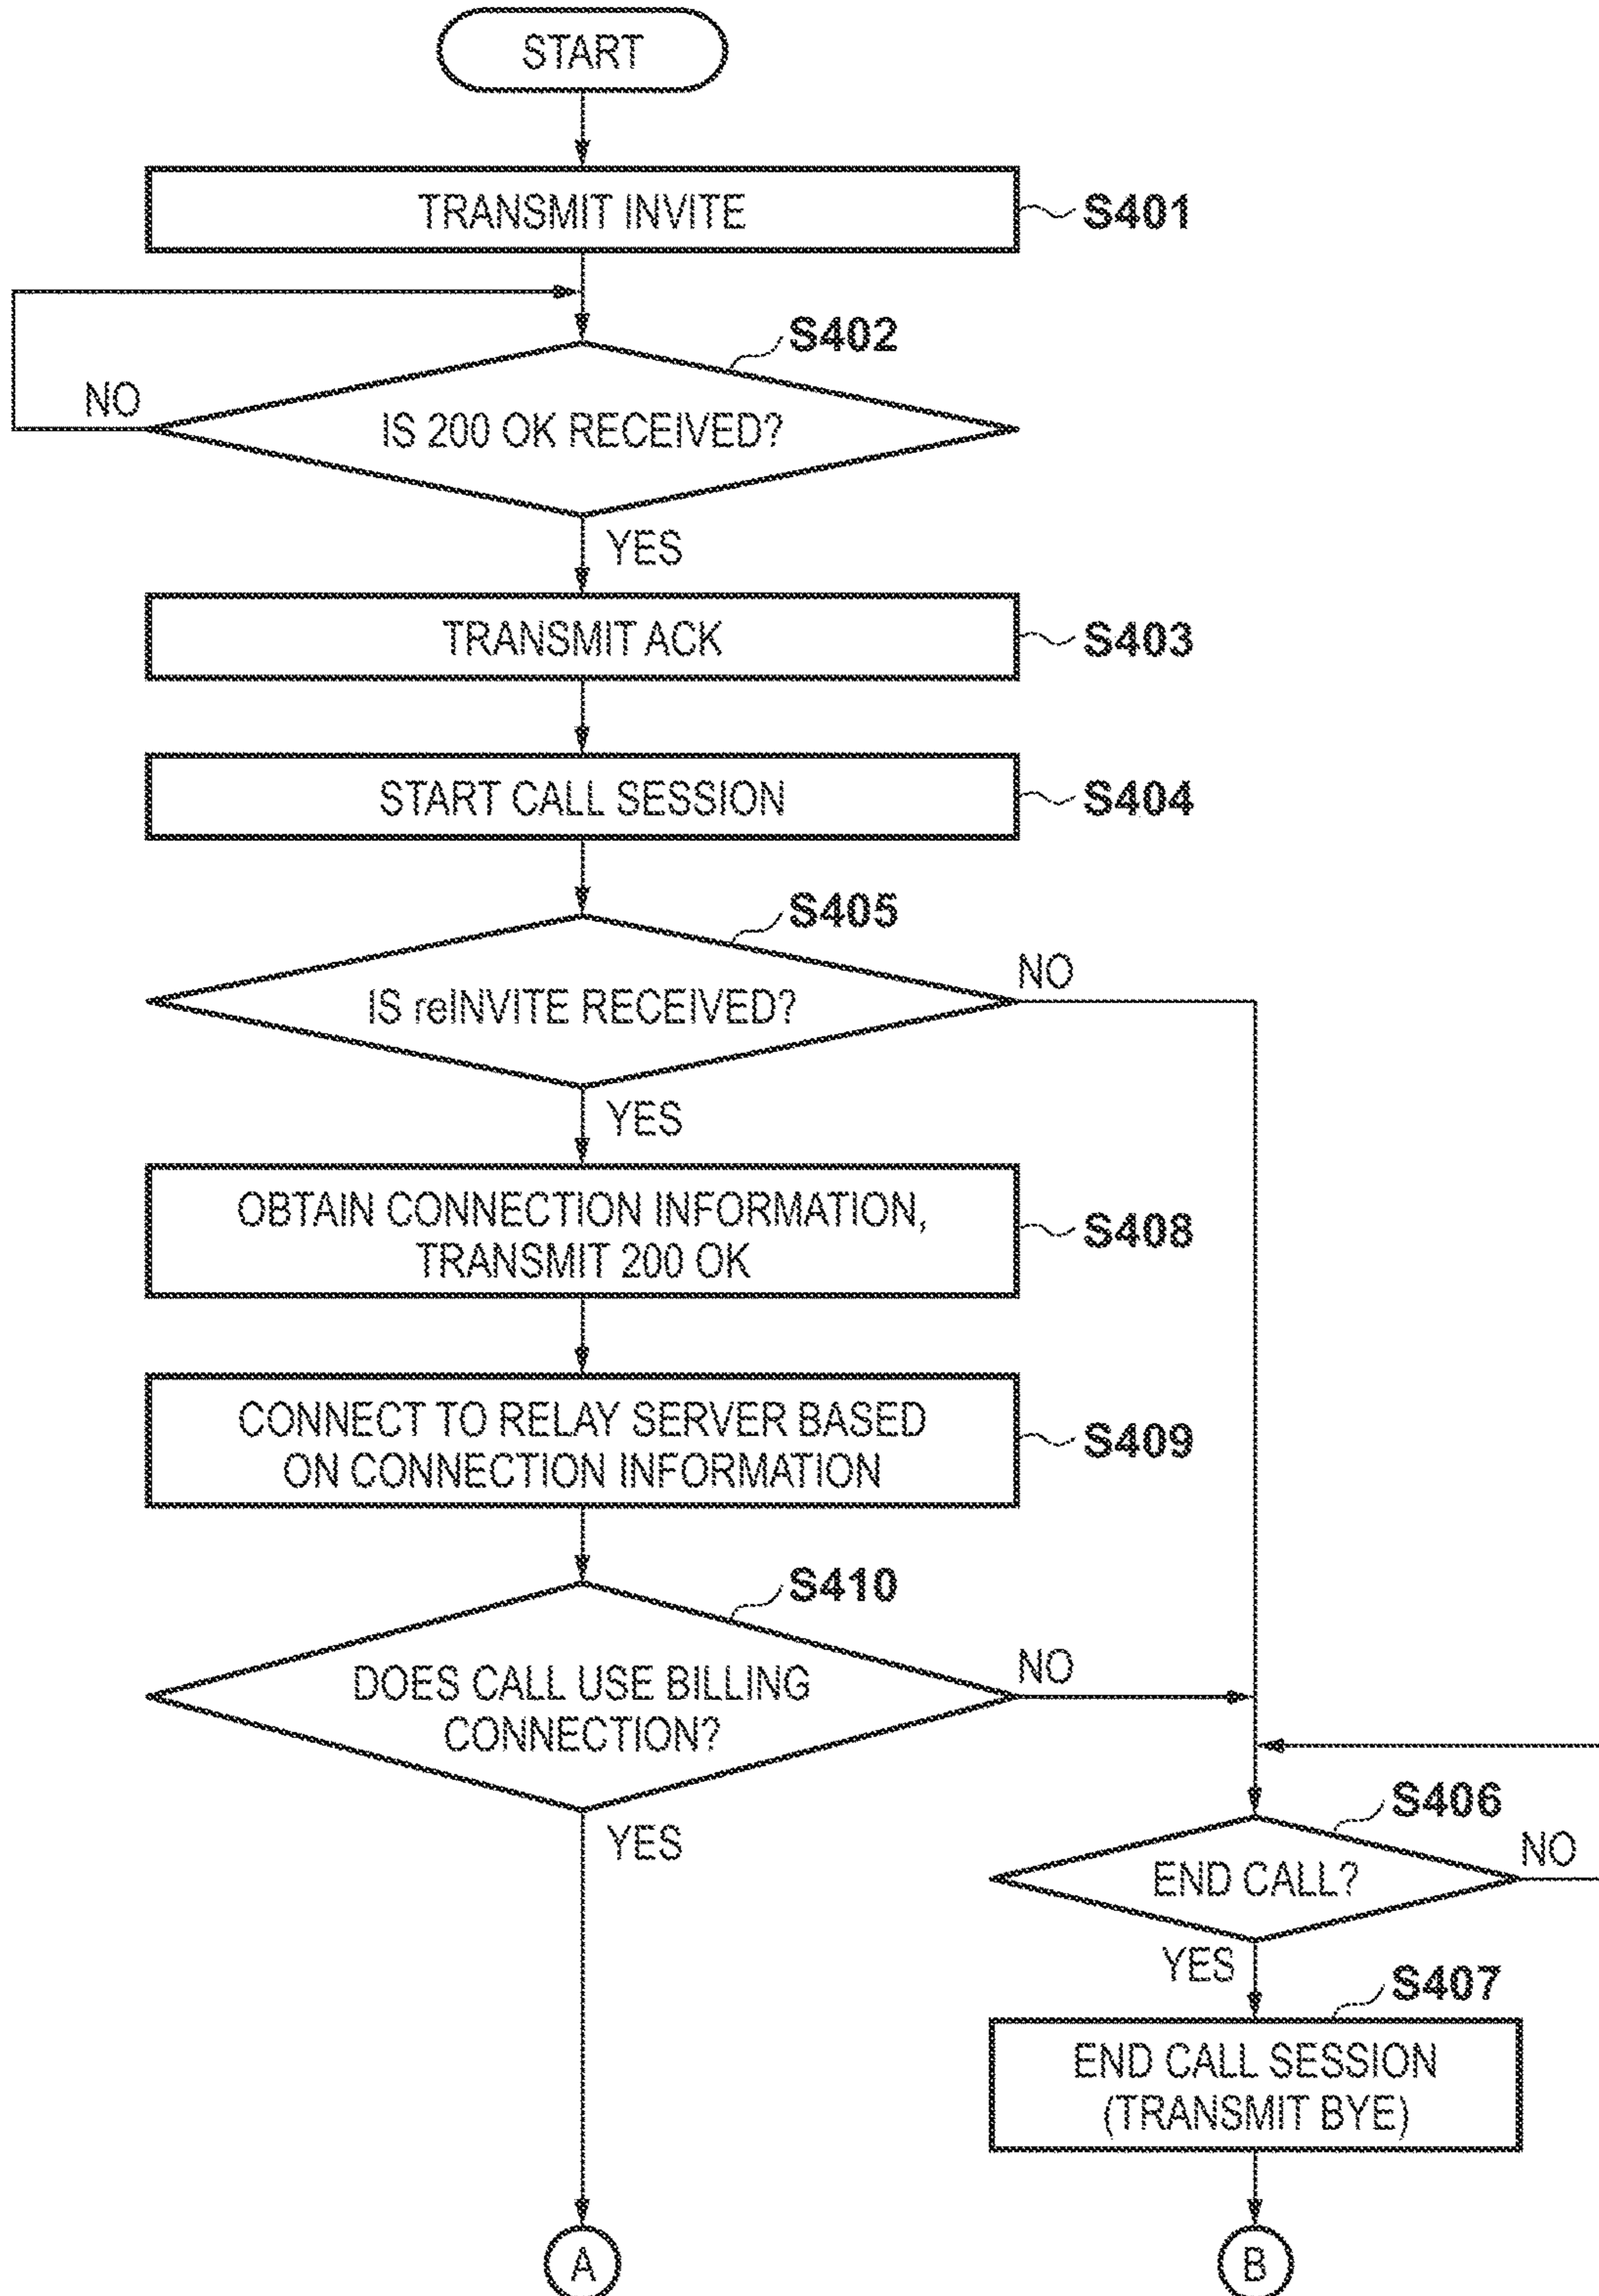 START
TRANSMIT INVITE
S401
S402
NO
IS 200 OK RECEIVED?
YES
TRANSMIT ACK
S403
START CALL SESSION
S404
S405
NO
IS reINVITE RECEIVED?
YES
OBTAIN CONNECTION INFORMATION,
TRANSMIT 200 OK
S408
CONNECT TO RELAY SERVER BASED
ON CONNECTION INFORMATION
S409
S410
NO
DOES CALL USE BILLING
CONNECTION?
YES
S406
NO
END CALL?
YES
S407
END CALL SESSION
(TRANSMIT BYE)
A
B